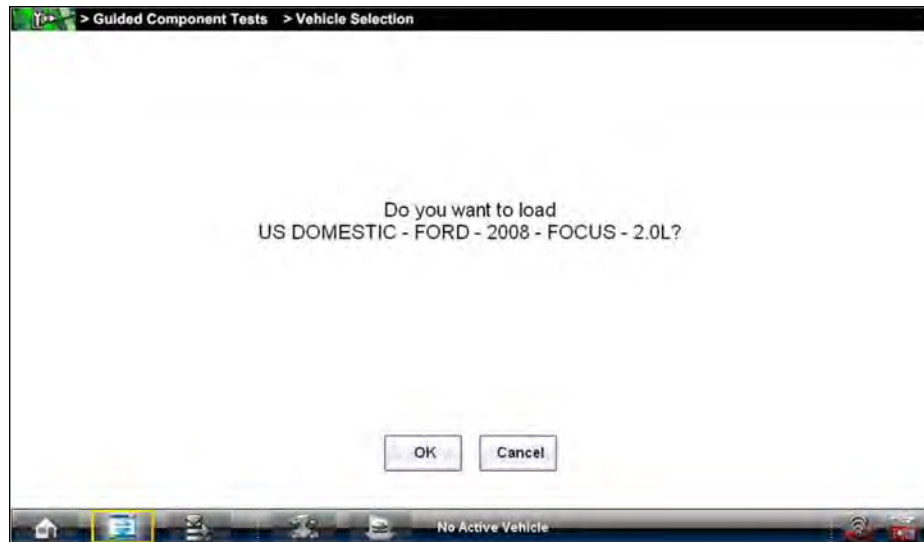 > Guided Component Tests > Vehicle Selection
Do you want to load
US DOMESTIC - FORD - 2008 - FOCUS - 2.0L?
OK Cancel
No Active Vehicle